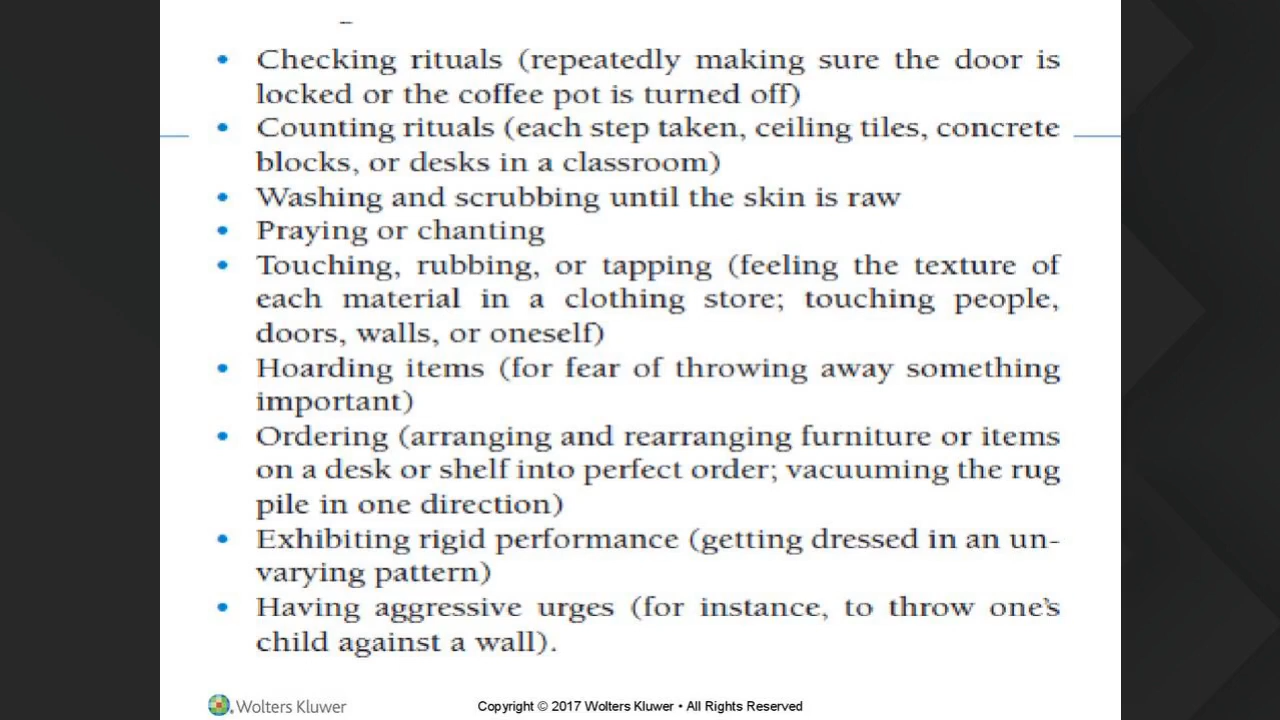 • Checking rituals (repeatedly making sure the door is
locked or the coffee pot is turned off)
• Counting rituals (each step taken, ceiling tiles, concrete
blocks, or desks in a classroom)
• Washing and scrubbing until the skin is raw
• Praying or chanting
• Touching, rubbing, or tapping (feeling the texture of
each material in a clothing store; touching people,
doors, walls, or oneself)
• Hoarding items (for fear of throwing away something
important)
• Ordering (arranging and rearranging furniture or items
on a desk or shelf into perfect order; vacuuming the rug
pile in one direction)
• Exhibiting rigid performance (getting dressed in an un-
varying pattern)
• Having aggressive urges (for instance, to throw one's
child against a wall).
Wolters Kluwer
Copyright © 2017 Wolters Kluwer • All Rights Reserved